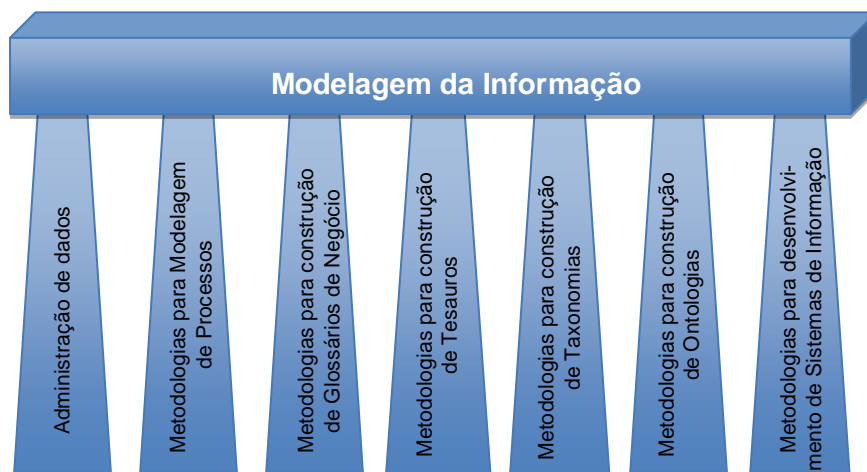 Modelagem da Informação
Administração de dados
Metodologias para Modelagem
de Processos
Metodologias para construção
de Glossários de Negócio
Metodologias para construção
de Tesauros
Metodologias para construção
de Taxonomias
Metodologias para construção
de Ontologias
Metodologias para desenvolvi-
mento de Sistemas de Informação